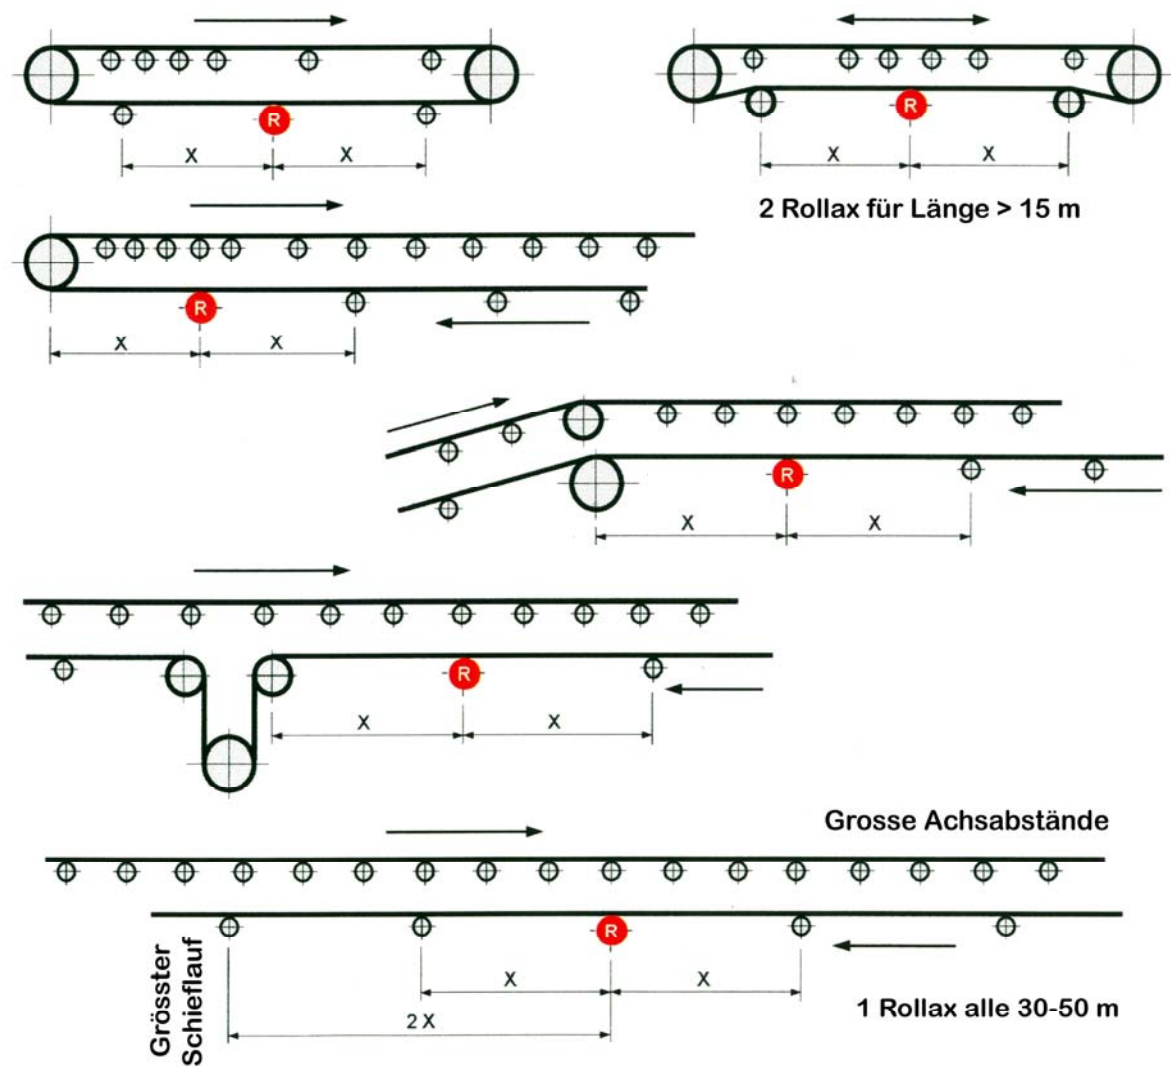 R
X X
R
X X
2 Rollax für Länge > 15 m
R
X X
R
X X
R
X X
Grosse Achsabstände
R
Grösster
Schieflauf
X X
2 X
1 Rollax alle 30-50 m